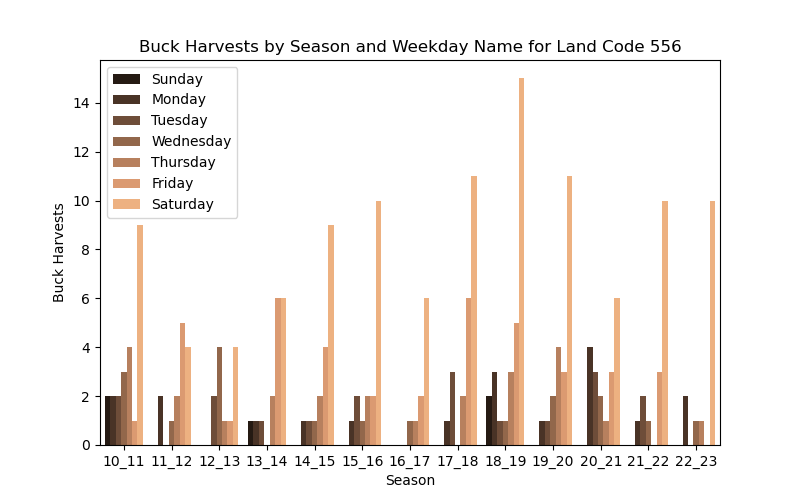 Buck Harvests by Season and Weekday Name for Land Code 556
Sunday
Monday
Tuesday
Wednesday
Thursday
Friday
Saturday
14
12
10
8
6
4
2
0
Buck Harvests
10_11 11_12 12_13 13_14 14_15 15_16 16_17 17_18 18_19 19_20 20_21 21_22 22_23
Season